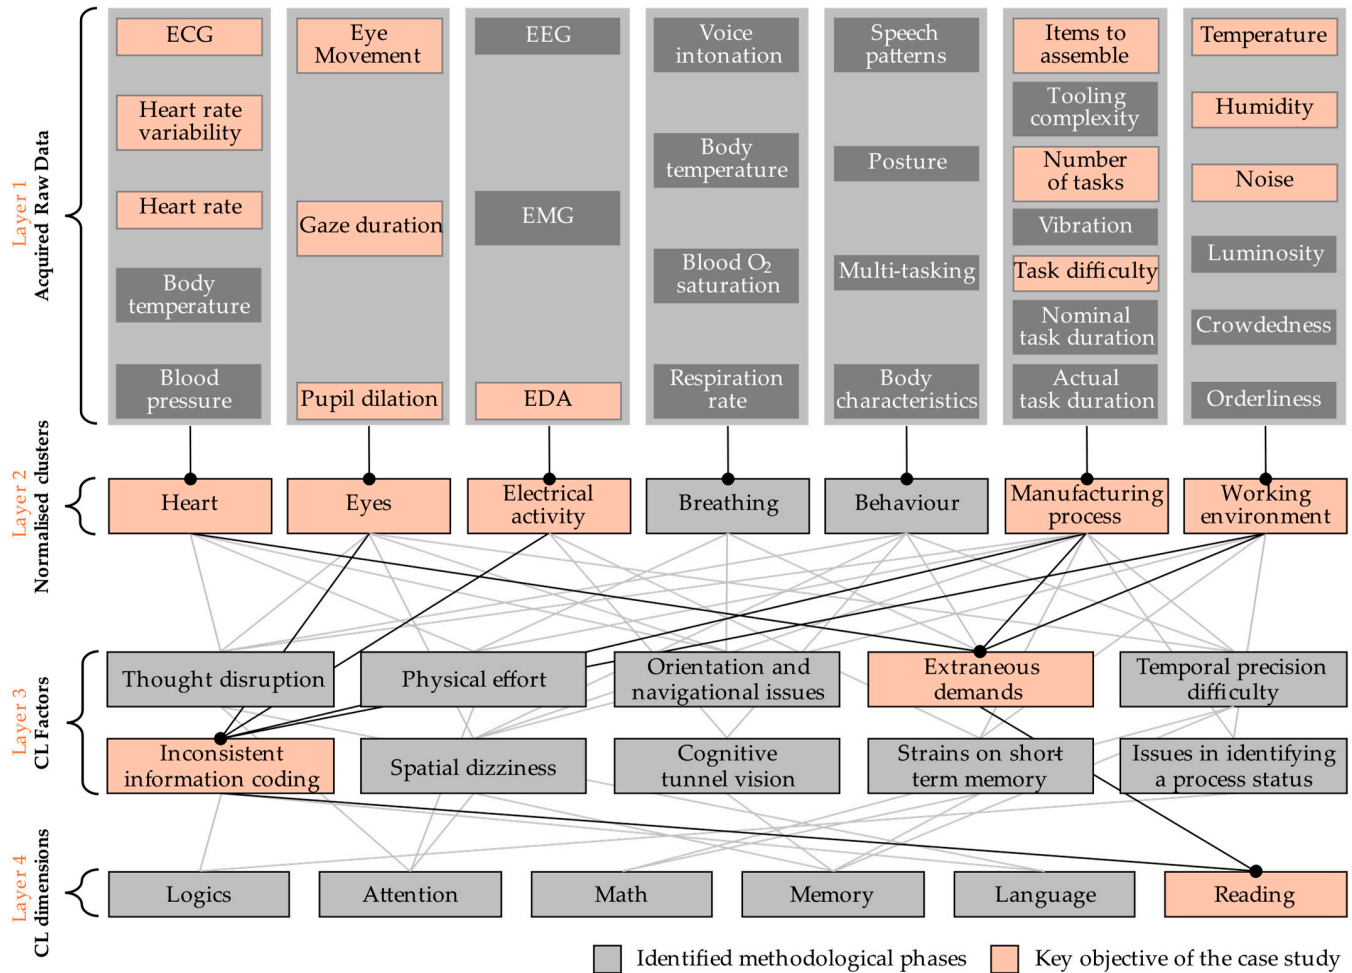 Layer 1
Acquired Raw Data
ECG
Heart rate
variability
Heart rate
Body
temperature
Blood
pressure
Eye
Movement
Gaze duration
Pupil dilation
EEG
EMG
EDA
Voice
intonation
Body
temperature
Blood O2
saturation
Respiration
rate
Speech
patterns
Posture
Multi-tasking
Body
characteristics
Items to
assemble
Tooling
complexity
Number
of tasks
Vibration
Task difficulty
Nominal
task duration
Actual
task duration
Temperature
Humidity
Noise
Luminosity
Crowdedness
Orderliness
Layer 2
Normalised clusters
Heart
Eyes
Electrical
activity
Breathing
Behaviour
Manufacturing
process
Working
environment
Layer 3
CL Factors
Thought disruption
Physical effort
Orientation and
navigational issues
Extraneous
demands
Temporal precision
difficulty
Inconsistent
information coding
Spatial dizziness
Cognitive
tunnel vision
Strains on short-
term memory
Issues in identifying
a process status
Layer 4
CL dimensions
Logics
Attention
Math
Memory
Language
Reading
Identified methodological phases
Key objective of the case study